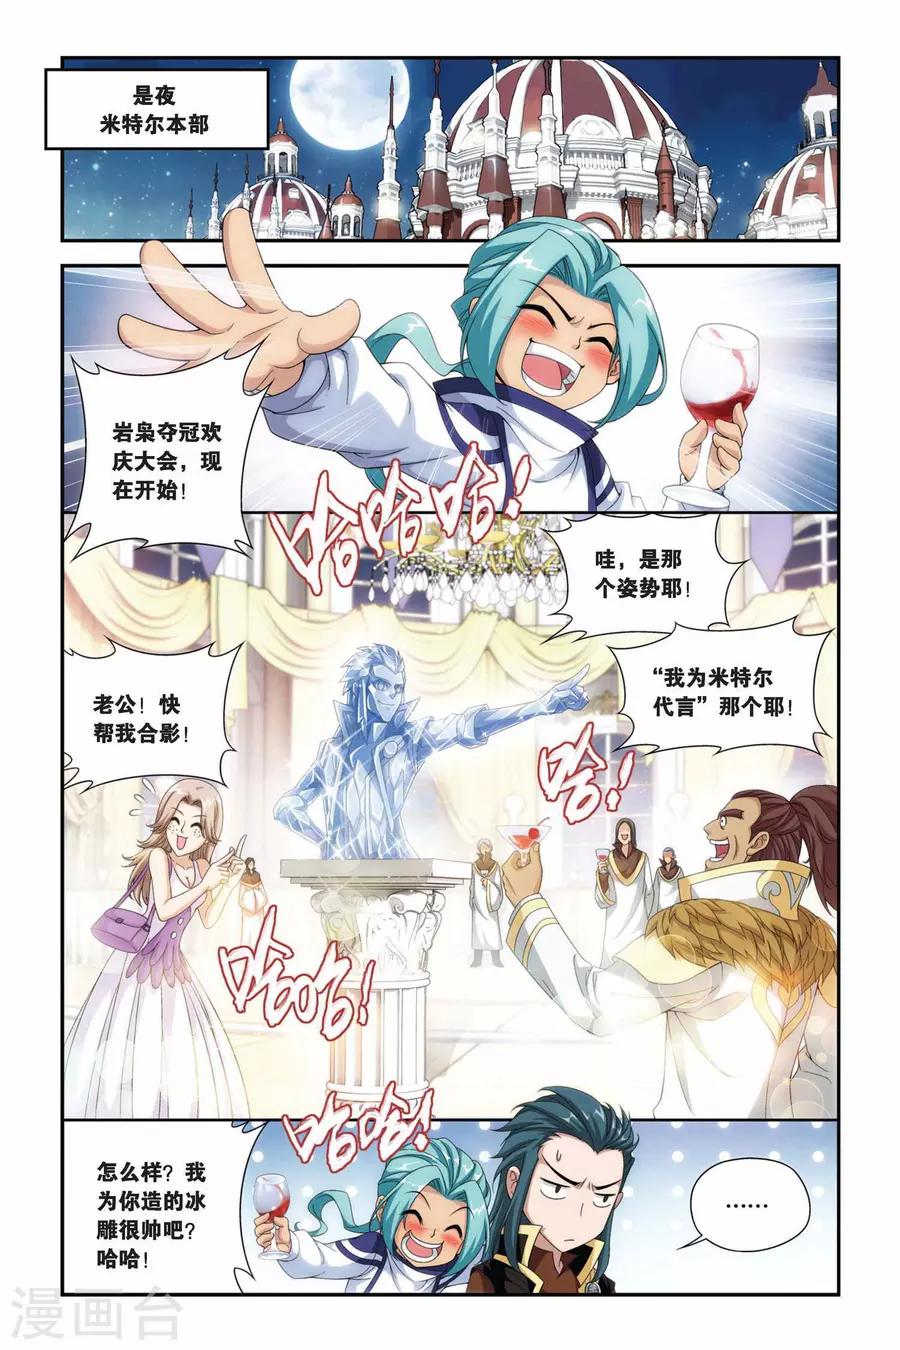 是夜
米特尔本部
岩枭夺冠欢
庆大会，现
在开始！
哈哈哈！
哇，是那
个姿势耶！
老公！快
帮我合影！
“我为米特尔
代言”那个耶！
哈！
哈哈！
哈哈！
怎么样？我
为你造的冰
雕很帅吧？
哈哈！
……
漫画台